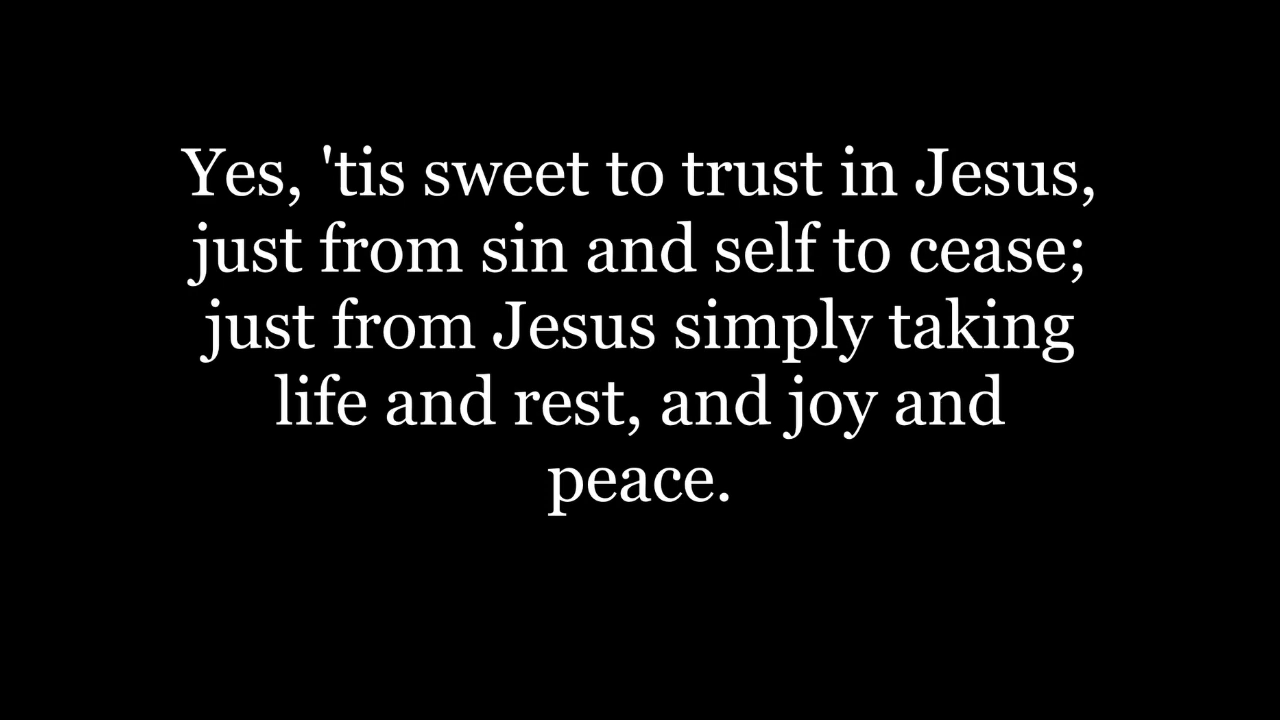 Yes, 'tis sweet to trust in Jesus,
just from sin and self to cease;
just from Jesus simply taking
life and rest, and joy and
peace.